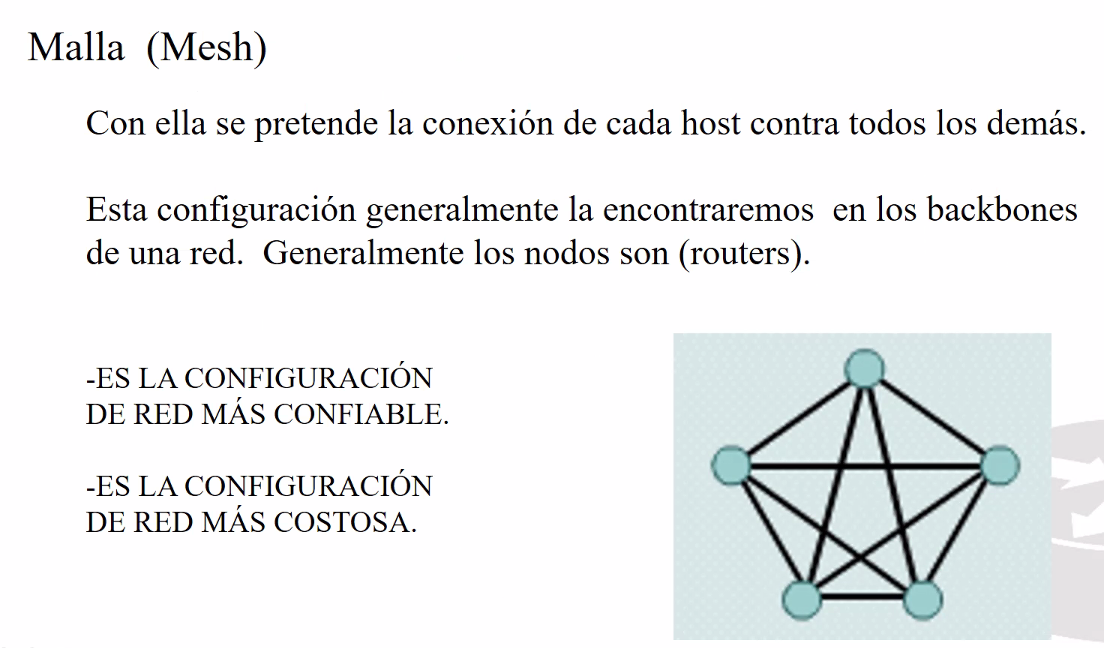 Malla  (Mesh)
Con ella se pretende la conexión de cada host contra todos los demás.
Esta configuración generalmente la encontraremos  en los backbones
de una red.  Generalmente los nodos son (routers).
-ES LA CONFIGURACIÓN
DE RED MÁS CONFIABLE.
-ES LA CONFIGURACIÓN
DE RED MÁS COSTOSA.